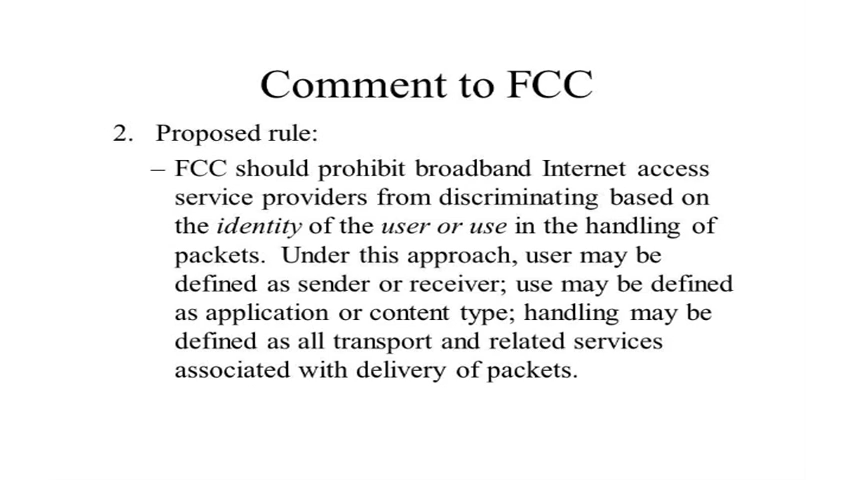 Comment to FCC
2. Proposed rule:
– FCC should prohibit broadband Internet access
service providers from discriminating based on
the identity of the user or use in the handling of
packets. Under this approach, user may be
defined as sender or receiver; use may be defined
as application or content type; handling may be
defined as all transport and related services
associated with delivery of packets.